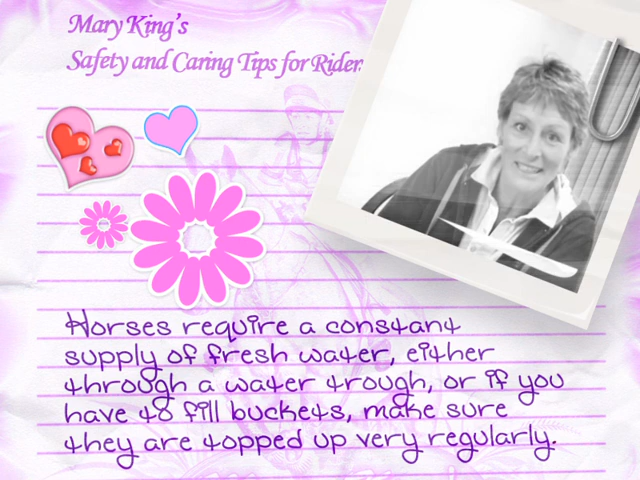 Mary King's
Safety and Caring Tips for Riders
Horses require a constant
supply of fresh water, either
through a water trough, or if you
have to fill buckets, make sure
they are topped up very regularly.